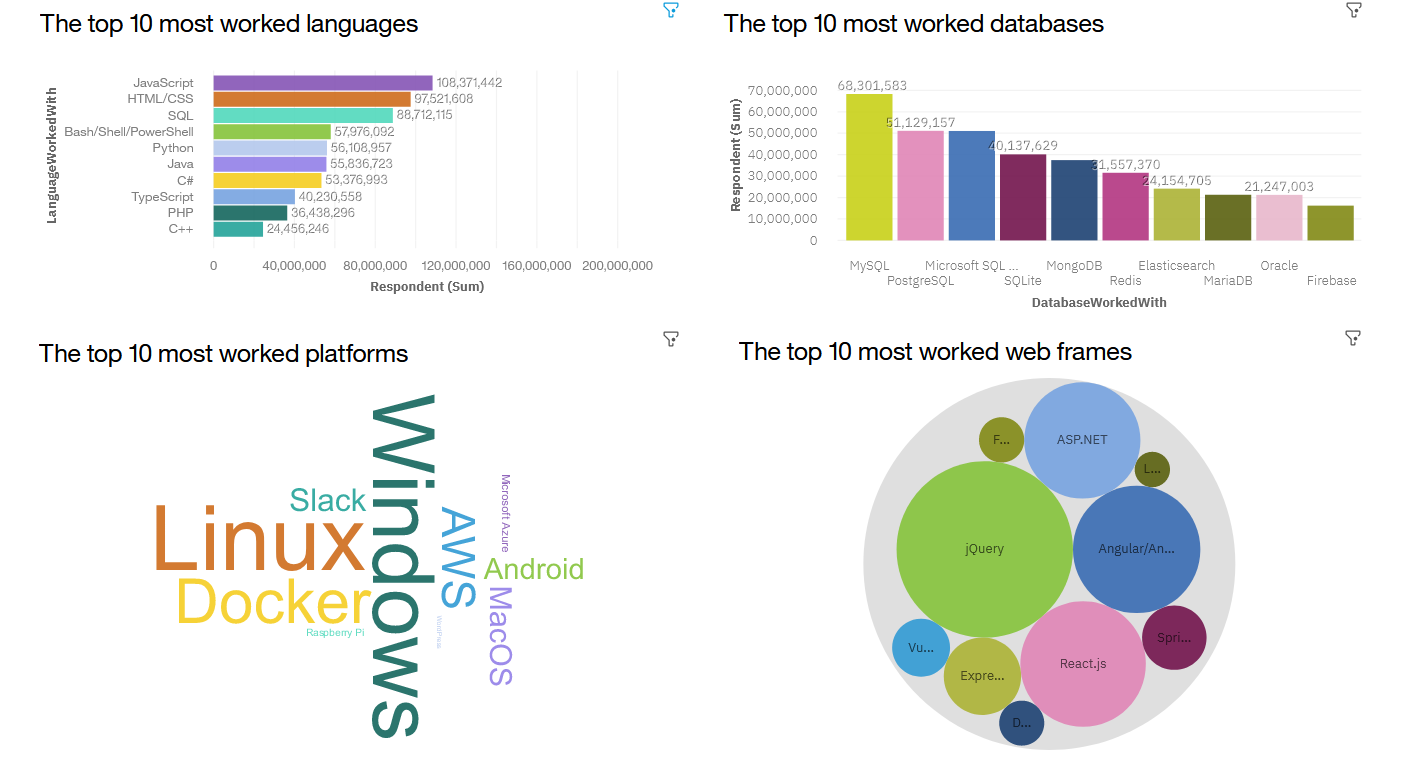 The top 10 most worked languages
LanguageWorkedWith
JavaScript 108,371,442
HTML/CSS 97,521,608
SQL 88,712,115
Bash/Shell/PowerShell 57,976,092
Python 56,108,957
Java 55,836,723
C# 53,376,993
TypeScript 40,230,558
PHP 36,438,296
C++ 24,456,246
0 40,000,000 80,000,000 120,000,000 160,000,000 200,000,000
Respondent (Sum)
The top 10 most worked databases
Respondent (Sum)
70,000,000
60,000,000
50,000,000
40,000,000
30,000,000
20,000,000
10,000,000
0
68,301,583
51,129,157
40,137,629
31,557,370
24,154,705
21,247,003
MySQL Microsoft SQL ... MongoDB Elasticsearch Oracle
PostgreSQL SQLite Redis MariaDB Firebase
DatabaseWorkedWith
The top 10 most worked platforms
Windows
Linux
Docker
Slack
AWS
Android
MacOS
Microsoft Azure
Raspberry Pi
WordPress
The top 10 most worked web frames
F...
ASP.NET
L...
jQuery
Angular/An...
Vu...
Expre...
React.js
Spri...
D...